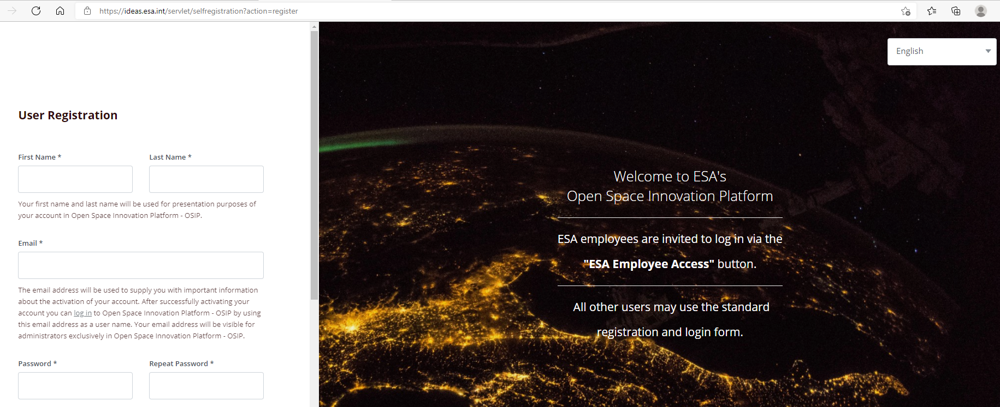 https://ideas.esa.int/servlet/selfregistration?action=register
English
User Registration
First Name *
Last Name *
Your first name and last name will be used for presentation purposes of
your account in Open Space Innovation Platform - OSIP.
Email *
The email address will be used to supply you with important information
about the activation of your account. After successfully activating your
account you can log in to Open Space Innovation Platform - OSIP by using
this email address as a user name. Your email address will be visible for
administrators exclusively in Open Space Innovation Platform - OSIP.
Password *
Repeat Password *
Welcome to ESA's
Open Space Innovation Platform
ESA employees are invited to log in via the
"ESA Employee Access" button.
All other users may use the standard
registration and login form.